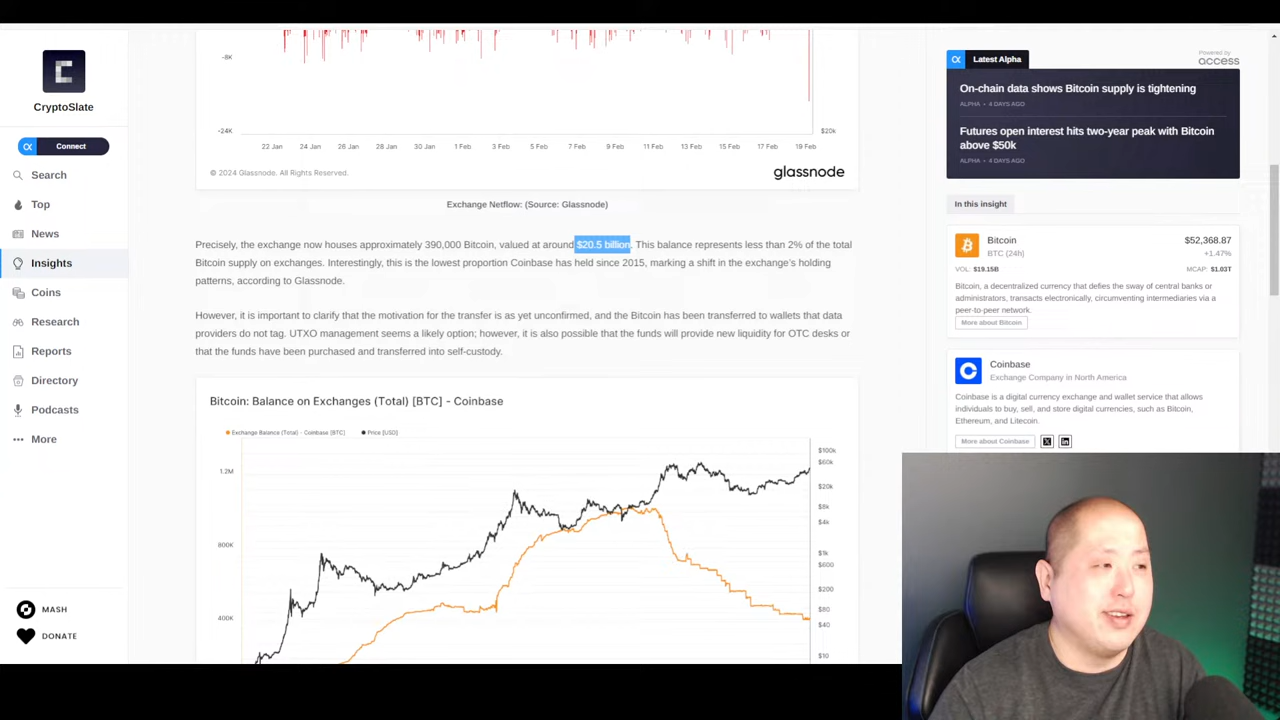 CryptoSlate
Connect
Search
Top
News
Insights
Coins
Research
Reports
Directory
Podcasts
More
MASH
DONATE
-8K
-24K
$20k
22 Jan 24 Jan 26 Jan 28 Jan 30 Jan 1 Feb 3 Feb 5 Feb 7 Feb 9 Feb 11 Feb 13 Feb 15 Feb 17 Feb 19 Feb
© 2024 Glassnode. All Rights Reserved.
glassnode
Exchange Netflow: (Source: Glassnode)
Precisely, the exchange now houses approximately 390,000 Bitcoin, valued at around $20.5 billion. This balance represents less than 2% of the total
Bitcoin supply on exchanges. Interestingly, this is the lowest proportion Coinbase has held since 2015, marking a shift in the exchange's holding
patterns, according to Glassnode.
However, it is important to clarify that the motivation for the transfer is as yet unconfirmed, and the Bitcoin has been transferred to wallets that data
providers do not tag. UTXO management seems a likely option; however, it is also possible that the funds will provide new liquidity for OTC desks or
that the funds have been purchased and transferred into self-custody.
Bitcoin: Balance on Exchanges (Total) [BTC] - Coinbase
Exchange Balance (Total) - Coinbase [BTC] Price [USD]
1.2M
800K
400K
$100k
$60k
$20k
$8k
$4k
$1k
$600
$200
$80
$40
$10
α Latest Alpha
Powered by
access
On-chain data shows Bitcoin supply is tightening
ALPHA • 4 DAYS AGO
Futures open interest hits two-year peak with Bitcoin
above $50k
ALPHA • 4 DAYS AGO
In this insight
Bitcoin $52,368.87
BTC (24h) +1.47%
VOL: $19.15B MCAP: $1.03T
Bitcoin, a decentralized currency that defies the sway of central banks or
administrators, transacts electronically, circumventing intermediaries via a
peer-to-peer network.
More about Bitcoin
Coinbase
Exchange Company in North America
Coinbase is a digital currency exchange and wallet service that allows
individuals to buy, sell, and store digital currencies, such as Bitcoin,
Ethereum, and Litecoin.
More about Coinbase